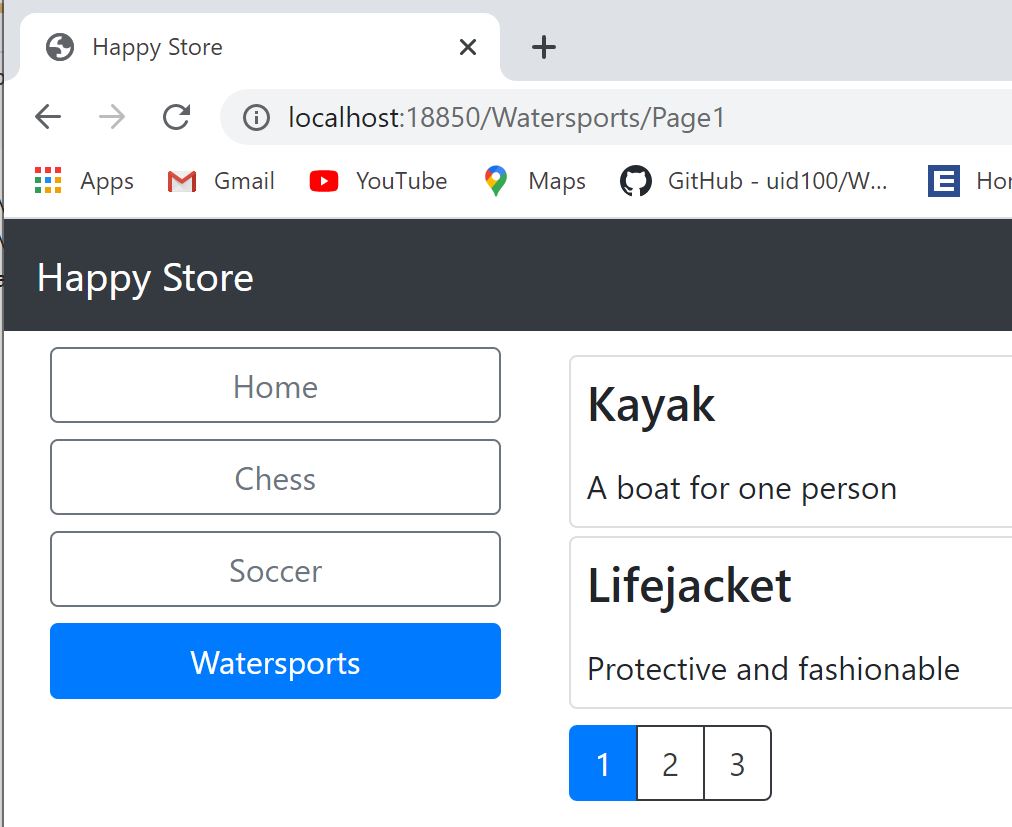 Happy Store
localhost:18850/Watersports/Page1
Apps Gmail YouTube Maps GitHub - uid100/W...
Happy Store
Home
Chess
Soccer
Watersports
Kayak
A boat for one person
Lifejacket
Protective and fashionable
1 2 3